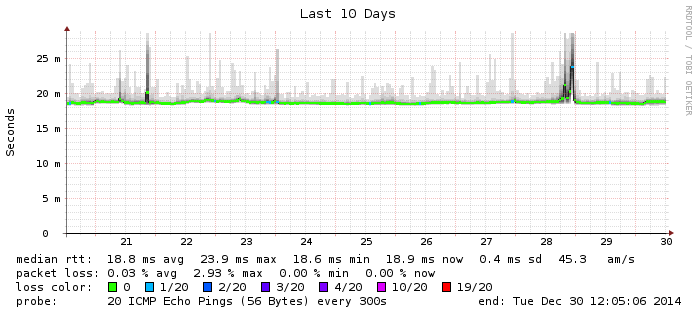 Last 10 Days
RRDTOOL / TOBI OETIKER
Seconds
25 m
20 m
15 m
10 m
5 m
0
21 22 23 24 25 26 27 28 29 30
median rtt: 18.8 ms avg 23.9 ms max 18.6 ms min 18.9 ms now 0.4 ms sd 45.3 am/s
packet loss: 0.03 % avg 2.93 % max 0.00 % min 0.00 % now
loss color: 0 1/20 2/20 3/20 4/20 10/20 19/20
probe: 20 ICMP Echo Pings (56 Bytes) every 300s end: Tue Dec 30 12:05:06 2014